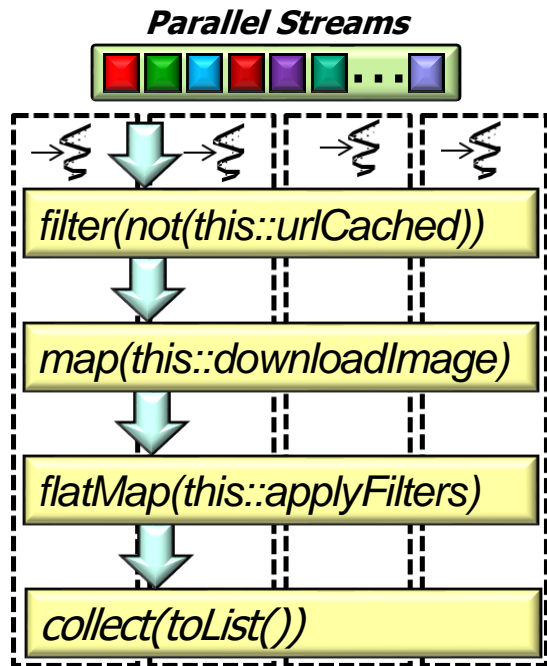 Parallel Streams
...
filter(not(this::urlCached))
map(this::downloadImage)
flatMap(this::applyFilters)
collect(toList())